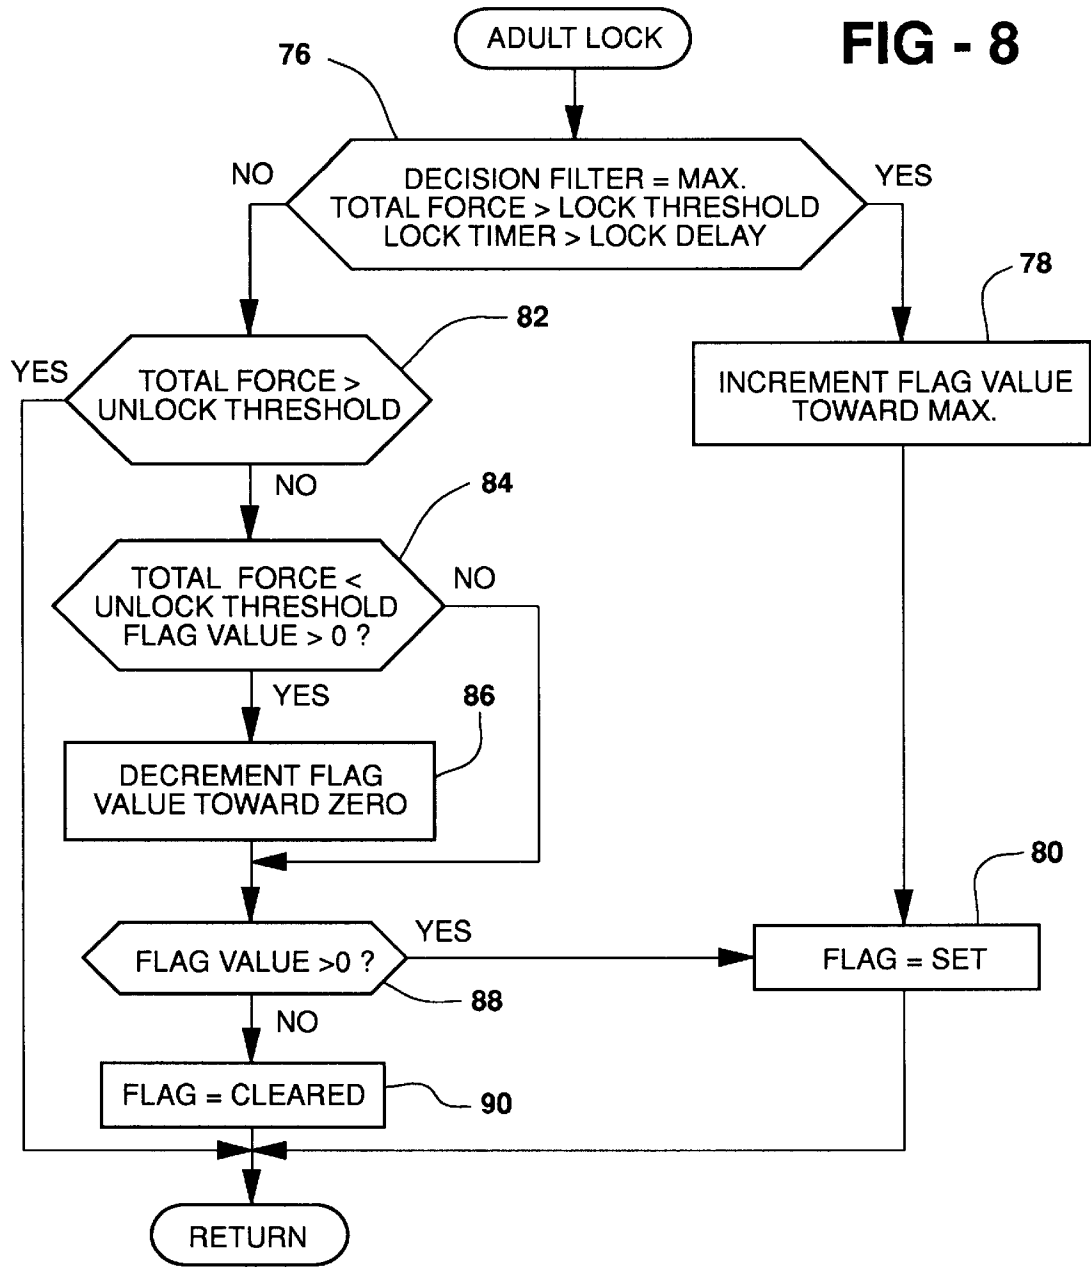 ADULT LOCK
FIG - 8
76
NO
DECISION FILTER = MAX.
TOTAL FORCE > LOCK THRESHOLD
LOCK TIMER > LOCK DELAY
YES
78
82
YES
TOTAL FORCE >
UNLOCK THRESHOLD
INCREMENT FLAG VALUE
TOWARD MAX.
NO
84
TOTAL FORCE <
UNLOCK THRESHOLD
FLAG VALUE > 0 ?
NO
YES
86
DECREMENT FLAG
VALUE TOWARD ZERO
80
FLAG VALUE >0 ?
YES
FLAG = SET
88
NO
FLAG = CLEARED
90
RETURN